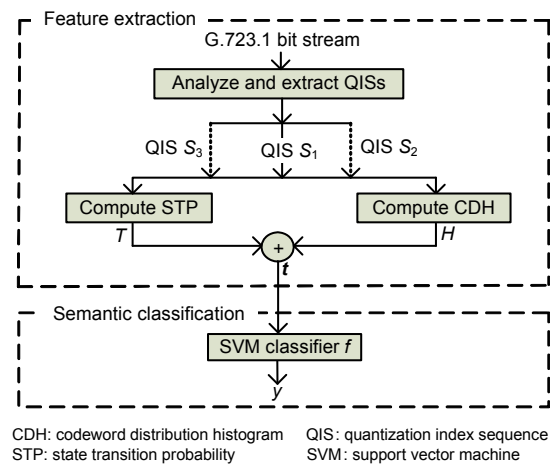 Feature extraction
G.723.1 bit stream
Analyze and extract QISs
QIS S3 QIS S1 QIS S2
Compute STP Compute CDH
T H
+
t
Semantic classification
SVM classifier f
y
CDH: codeword distribution histogram QIS: quantization index sequence
STP: state transition probability SVM: support vector machine